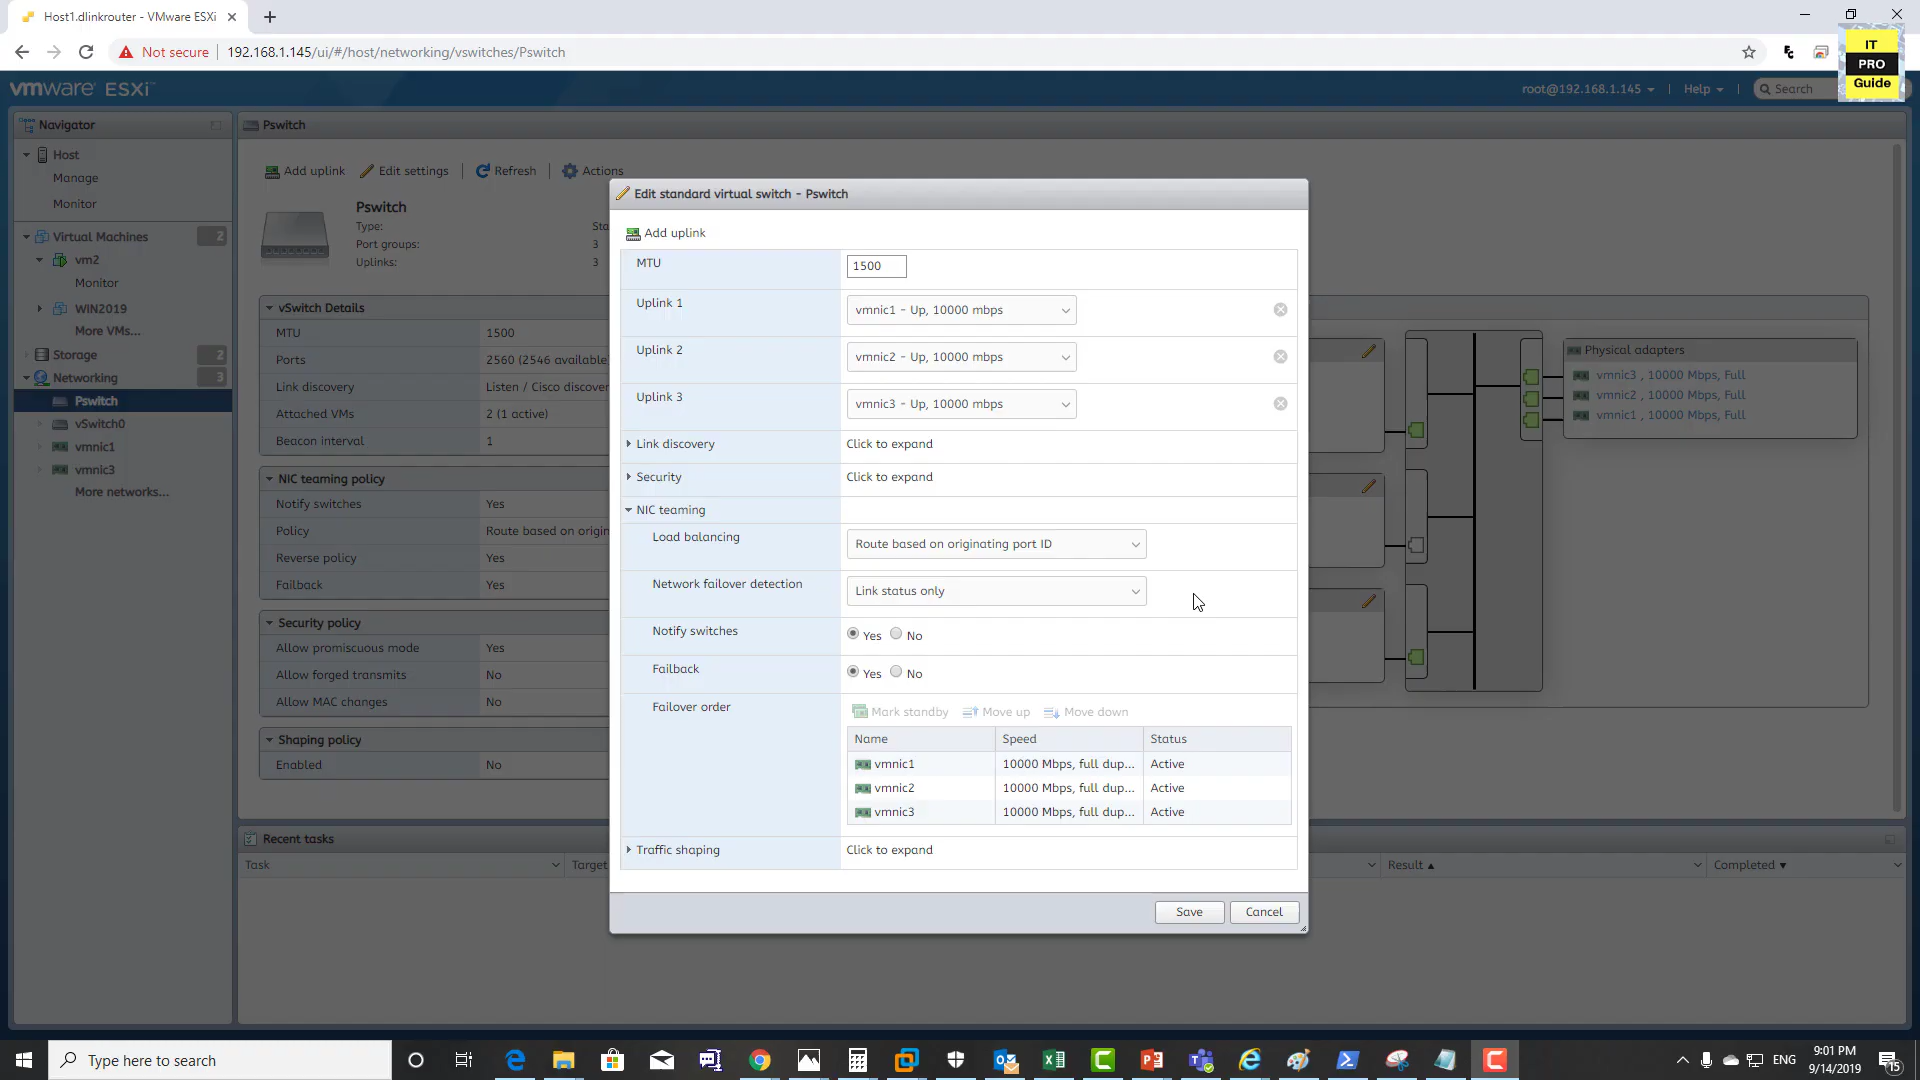 Host1.dlinkrouter - VMware ESXi
Not secure | 192.168.1.145/ui/#/host/networking/vswitches/Pswitch
IT
PRO
Guide
vmware ESXi™
root@192.168.1.145 | Help | Search
Navigator
Host
Manage
Monitor
Virtual Machines 2
vm2
Monitor
WIN2019
More VMs...
Storage 2
Networking 3
Pswitch
vSwitch0
vmnic1
vmnic3
More networks...
Pswitch
Add uplink Edit settings Refresh Actions
Pswitch
Type: Sta
Port groups: 3
Uplinks: 3
vSwitch Details
MTU 1500
Ports 2560 (2546 available)
Link discovery Listen / Cisco discover
Attached VMs 2 (1 active)
Beacon interval 1
NIC teaming policy
Notify switches Yes
Policy Route based on origin
Reverse policy Yes
Failback Yes
Security policy
Allow promiscuous mode Yes
Allow forged transmits No
Allow MAC changes No
Shaping policy
Enabled No
Edit standard virtual switch - Pswitch
Add uplink
MTU 1500
Uplink 1 vmnic1 - Up, 10000 mbps
Uplink 2 vmnic2 - Up, 10000 mbps
Uplink 3 vmnic3 - Up, 10000 mbps
Link discovery Click to expand
Security Click to expand
NIC teaming
Load balancing Route based on originating port ID
Network failover detection Link status only
Notify switches Yes No
Failback Yes No
Failover order Mark standby Move up Move down
Name Speed Status
vmnic1 10000 Mbps, full dup... Active
vmnic2 10000 Mbps, full dup... Active
vmnic3 10000 Mbps, full dup... Active
Traffic shaping Click to expand
Save Cancel
Physical adapters
vmnic3 , 10000 Mbps, Full
vmnic2 , 10000 Mbps, Full
vmnic1 , 10000 Mbps, Full
Recent tasks
Task Target Result Completed
Type here to search
ENG
9:01 PM
9/14/2019
15